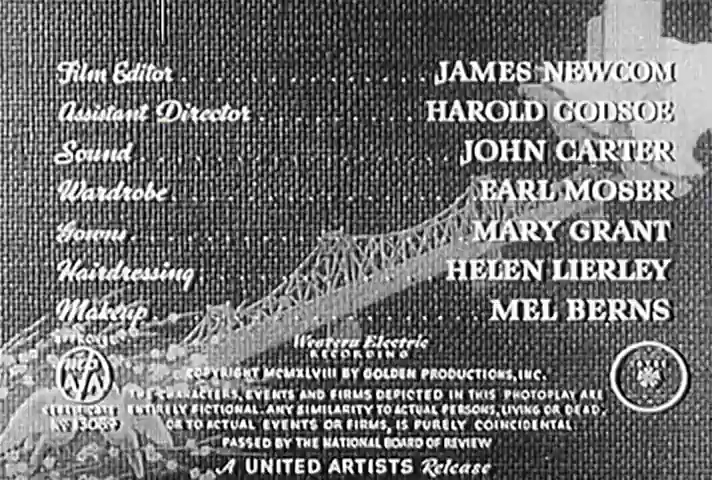 Film Editor . . . . . . . . . . . . . . JAMES NEWCOM
Assistant Director . . . . . . . . . HAROLD GODSOE
Sound . . . . . . . . . . . . . . . . . JOHN CARTER
Wardrobe . . . . . . . . . . . . . . . . EARL MOSER
Gowns . . . . . . . . . . . . . . . . . MARY GRANT
Hairdressing . . . . . . . . . . . . HELEN LIERLEY
Makeup . . . . . . . . . . . . . . . . . MEL BERNS
APPROVED
Western Electric
RECORDING
COPYRIGHT MCMXLVIII BY GOLDEN PRODUCTIONS, INC.
THE CHARACTERS, EVENTS AND FIRMS DEPICTED IN THIS PHOTOPLAY ARE
ENTIRELY FICTIONAL. ANY SIMILARITY TO ACTUAL PERSONS, LIVING OR DEAD,
OR TO ACTUAL EVENTS OR FIRMS, IS PURELY COINCIDENTAL
CERTIFICATE
PASSED BY THE NATIONAL BOARD OF REVIEW
A UNITED ARTISTS Release